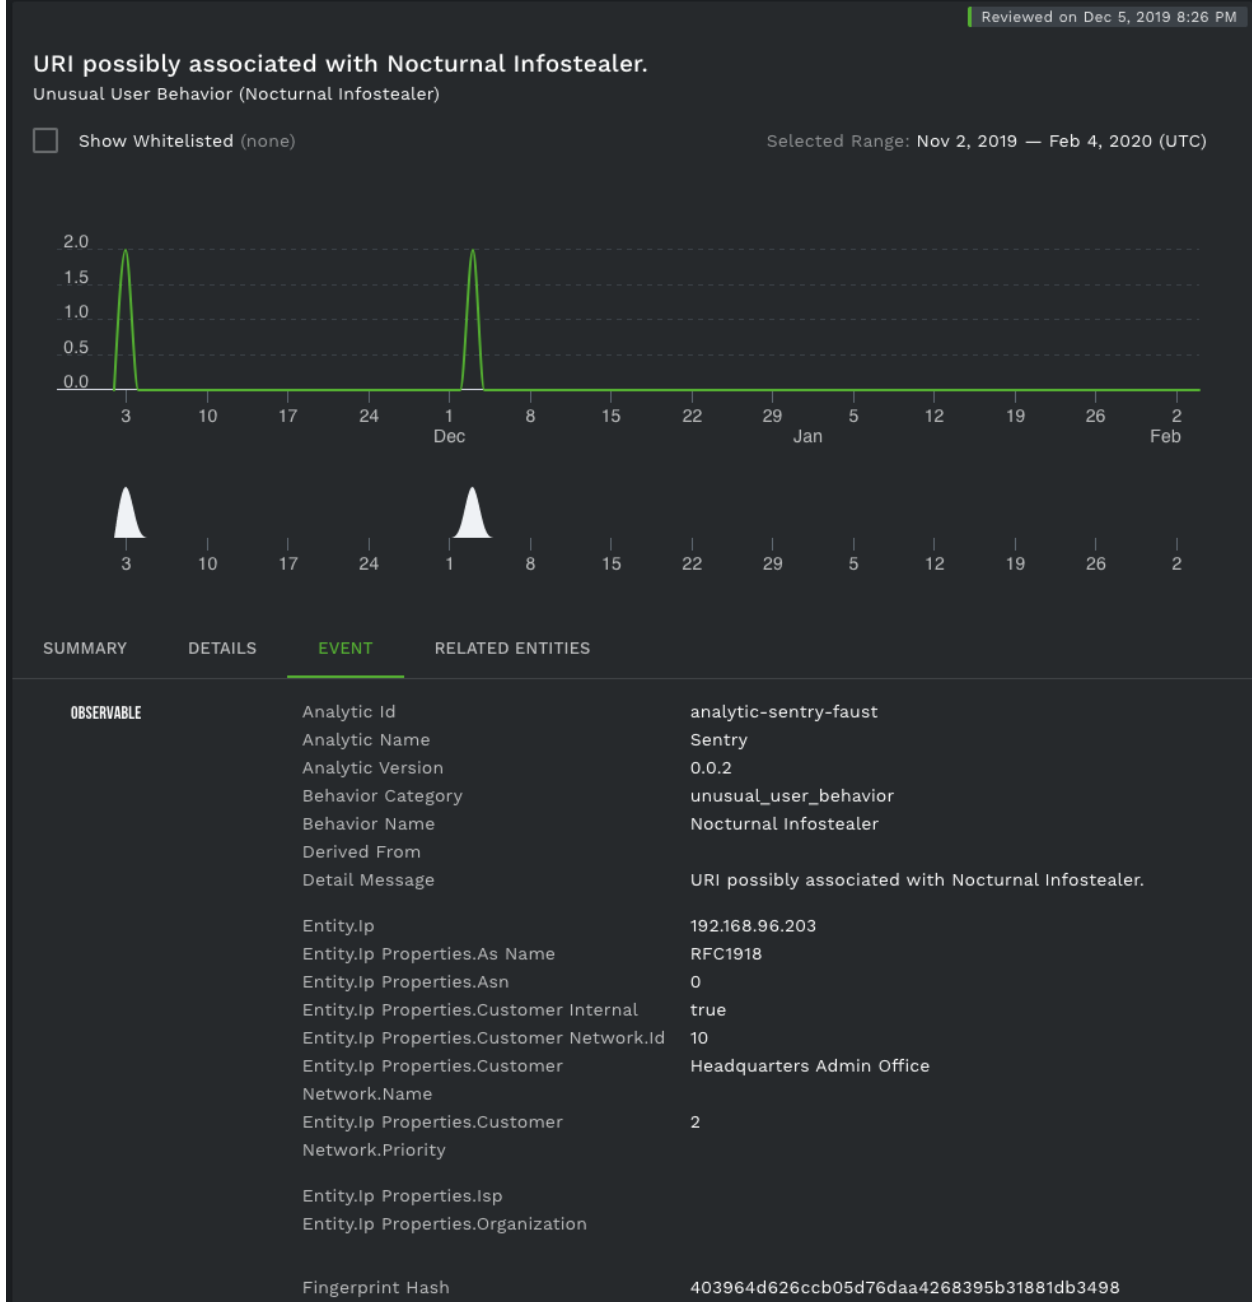 Reviewed on Dec 5, 2019 8:26 PM
URI possibly associated with Nocturnal Infostealer.
Unusual User Behavior (Nocturnal Infostealer)
Show Whitelisted (none) Selected Range: Nov 2, 2019 — Feb 4, 2020 (UTC)
2.0
1.5
1.0
0.5
0.0
3 10 17 24 1 8 15 22 29 5 12 19 26 2
Dec Jan Feb
3 10 17 24 1 8 15 22 29 5 12 19 26 2
SUMMARY DETAILS EVENT RELATED ENTITIES
OBSERVABLE Analytic Id analytic-sentry-faust
Analytic Name Sentry
Analytic Version 0.0.2
Behavior Category unusual_user_behavior
Behavior Name Nocturnal Infostealer
Derived From
Detail Message URI possibly associated with Nocturnal Infostealer.
Entity.Ip 192.168.96.203
Entity.Ip Properties.As Name RFC1918
Entity.Ip Properties.Asn 0
Entity.Ip Properties.Customer Internal true
Entity.Ip Properties.Customer Network.Id 10
Entity.Ip Properties.Customer Headquarters Admin Office
Network.Name
Entity.Ip Properties.Customer 2
Network.Priority
Entity.Ip Properties.Isp
Entity.Ip Properties.Organization
Fingerprint Hash 403964d626ccb05d76daa4268395b31881db3498